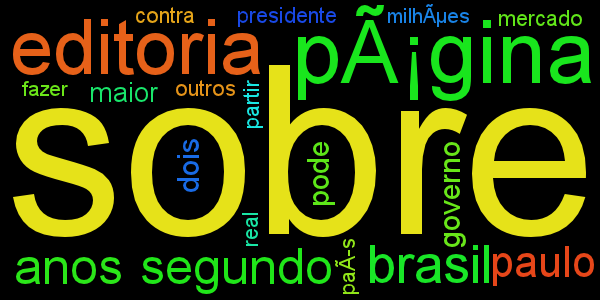 contra presidente milhÃµes mercado
editoria pÃ¡gina
fazer maior outros partir
sobre
dois pode governo
real paÃ­s
anos segundo brasil paulo